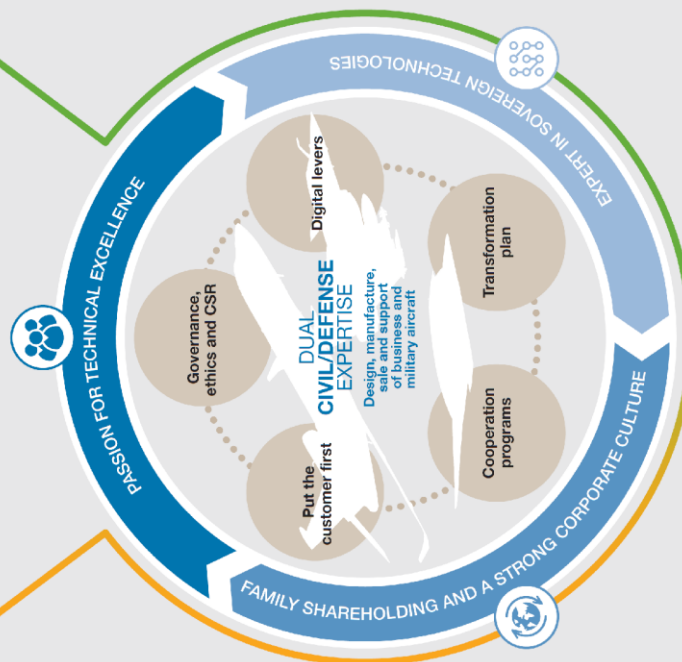 PASSION FOR TECHNICAL EXCELLENCE
EXPERT IN SOVEREIGN TECHNOLOGIES
FAMILY SHAREHOLDING AND A STRONG CORPORATE CULTURE
Governance,
ethics and CSR
Digital levers
Put the
customer first
DUAL
CIVIL/DEFENSE
EXPERTISE
Design, manufacture,
sale and support
of business and
military aircraft
Transformation
plan
Cooperation
programs